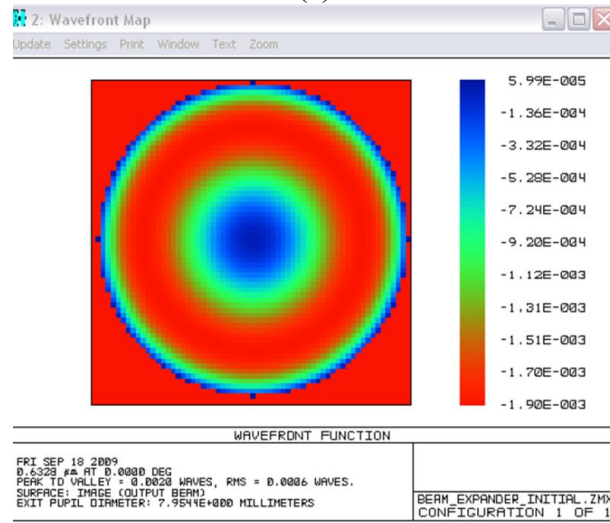 2: Wavefront Map
Update Settings Print Window Text Zoom
5.99E-005
-1.36E-004
-3.32E-004
-5.28E-004
-7.24E-004
-9.20E-004
-1.12E-003
-1.31E-003
-1.51E-003
-1.70E-003
-1.90E-003
WAVEFRONT FUNCTION
FRI SEP 18 2009
0.6328 µm AT 0.0000 DEG
PEAK TO VALLEY = 0.0020 WAVES, RMS = 0.0006 WAVES.
SURFACE: IMAGE (OUTPUT BEAM)
EXIT PUPIL DIAMETER: 7.9544E+000 MILLIMETERS
BEAM_EXPANDER_INITIAL.ZMX
CONFIGURATION 1 OF 1